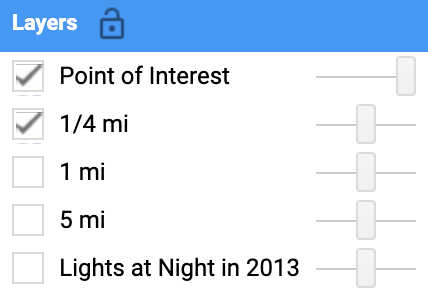 Layers
Point of Interest
1/4 mi
1 mi
5 mi
Lights at Night in 2013